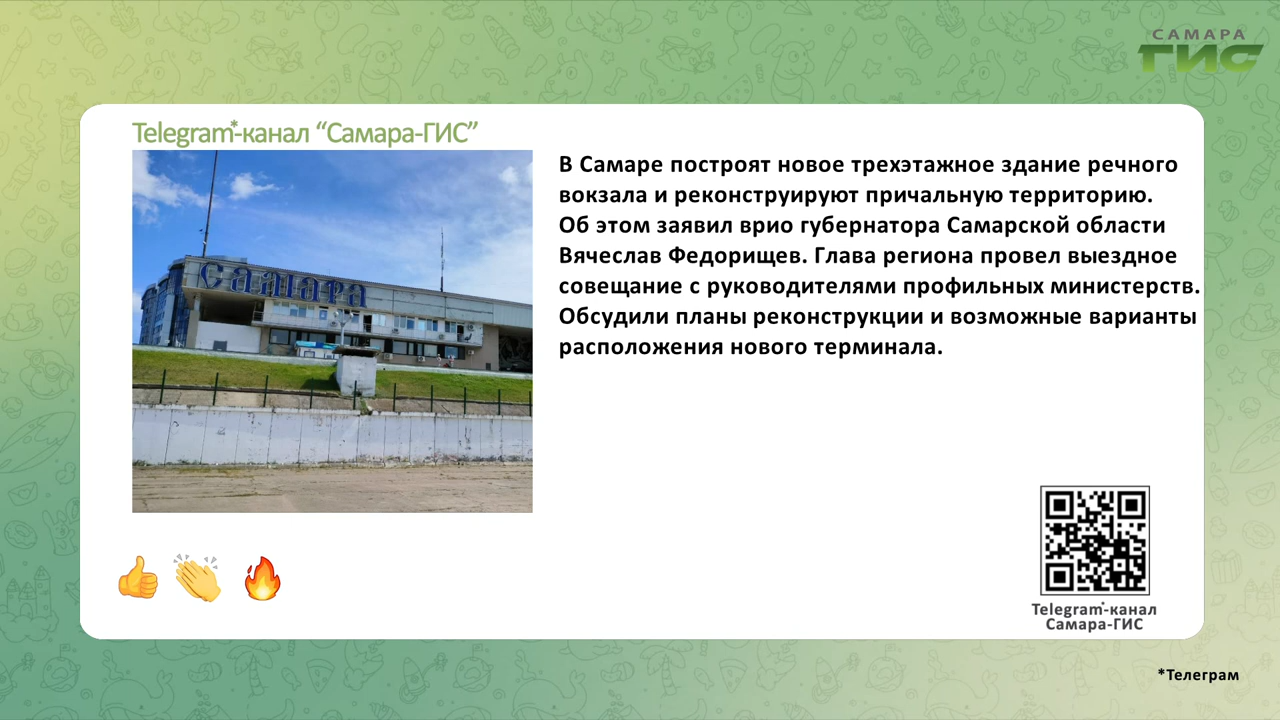 САМАРА
ГИС
Telegram*-канал “Самара-ГИС”
самара
В Самаре построят новое трехэтажное здание речного
вокзала и реконструируют причальную территорию.
Об этом заявил врио губернатора Самарской области
Вячеслав Федорищев. Глава региона провел выездное
совещание с руководителями профильных министерств.
Обсудили планы реконструкции и возможные варианты
расположения нового терминала.
Telegram*-канал
Самара-ГИС
*Телеграм